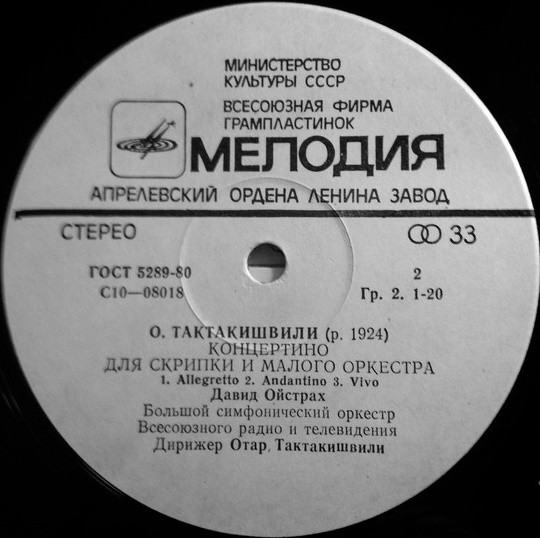 МИНИСТЕРСТВО
КУЛЬТУРЫ СССР
ВСЕСОЮЗНАЯ ФИРМА
ГРАМПЛАСТИНОК
МЕЛОДИЯ
АПРЕЛЕВСКИЙ ОРДЕНА ЛЕНИНА ЗАВОД
СТЕРЕО 33
ГОСТ 5289-80 2
С10—08018 Гр. 2. 1-20
О. ТАКТАКИШВИЛИ (р. 1924)
КОНЦЕРТИНО
ДЛЯ СКРИПКИ И МАЛОГО ОРКЕСТРА
1. Allegretto 2. Andantino 3. Vivo
Давид Ойстрах
Большой симфонический оркестр
Всесоюзного радио и телевидения
Дирижер Отар Тактакишвили